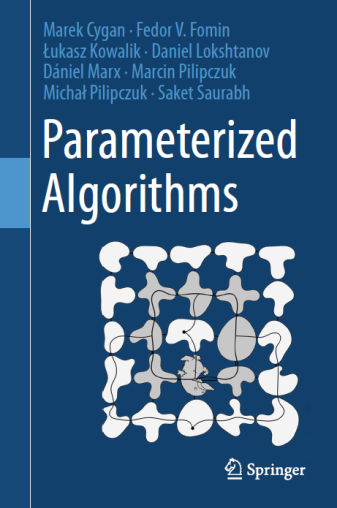 Marek Cygan · Fedor V. Fomin
Łukasz Kowalik · Daniel Lokshtanov
Dániel Marx · Marcin Pilipczuk
Michał Pilipczuk · Saket Saurabh
Parameterized
Algorithms
Springer